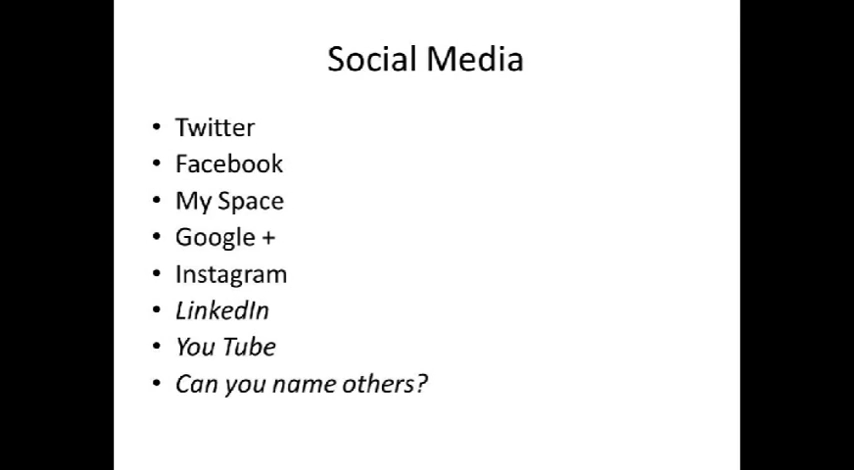 Social Media
• Twitter
• Facebook
• My Space
• Google +
• Instagram
• LinkedIn
• You Tube
• Can you name others?